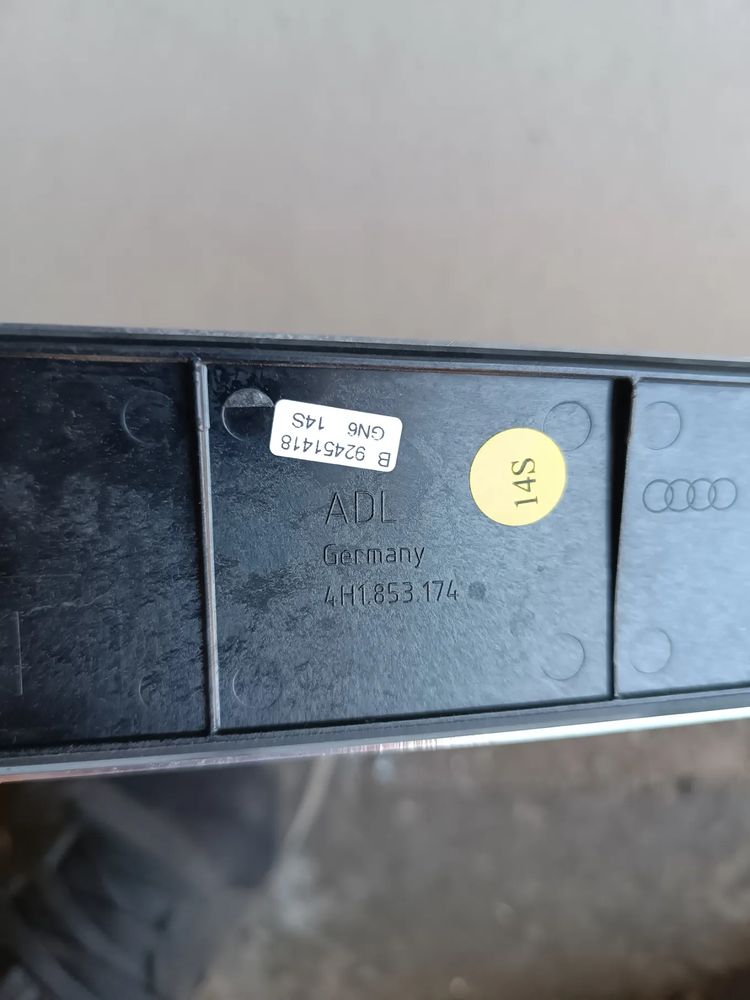 B 92451418
GN6 14S
14S
ADL
Germany
4H1.853.174